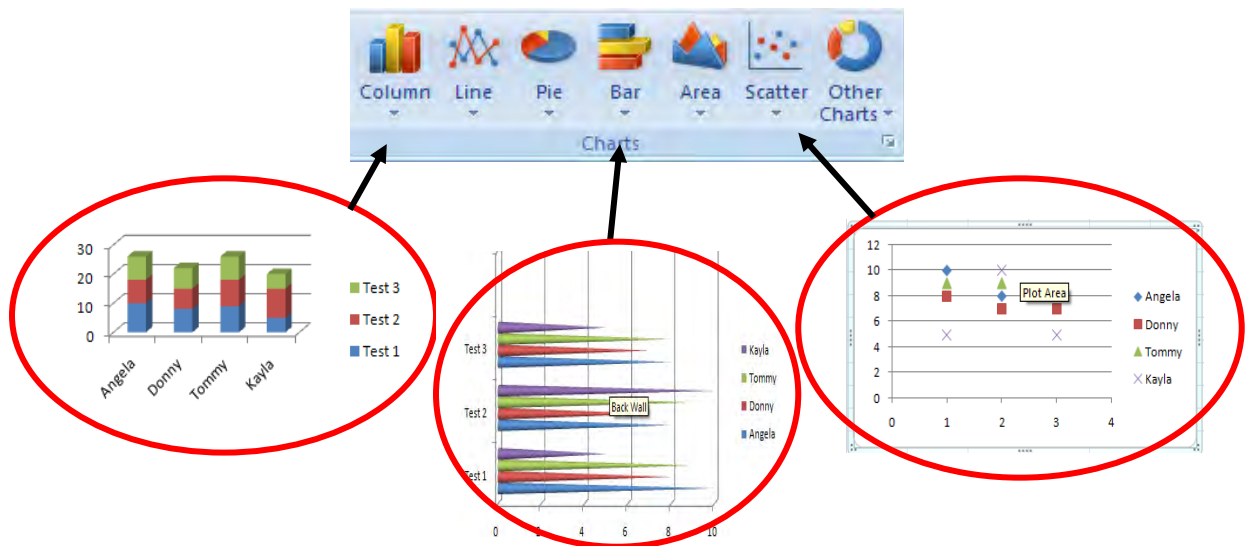 Column Line Pie Bar Area Scatter Other
Charts
Charts
30
20
10
0
Angela Donny Tommy Kayla
Test 3
Test 2
Test 1
Test 3
Test 2
Test 1
Back Wall
Kayla
Tommy
Donny
Angela
0 2 4 6 8 10
12
10
8
6
4
2
0
0 1 2 3 4
Plot Area
Angela
Donny
Tommy
Kayla